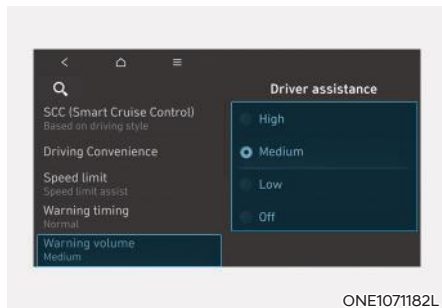 Driver assistance
SCC (Smart Cruise Control)
Based on driving style
Driving Convenience
Speed limit
Speed limit assist
Warning timing
Normal
Warning volume
Medium
High
Medium
Low
Off
ONE1071182L